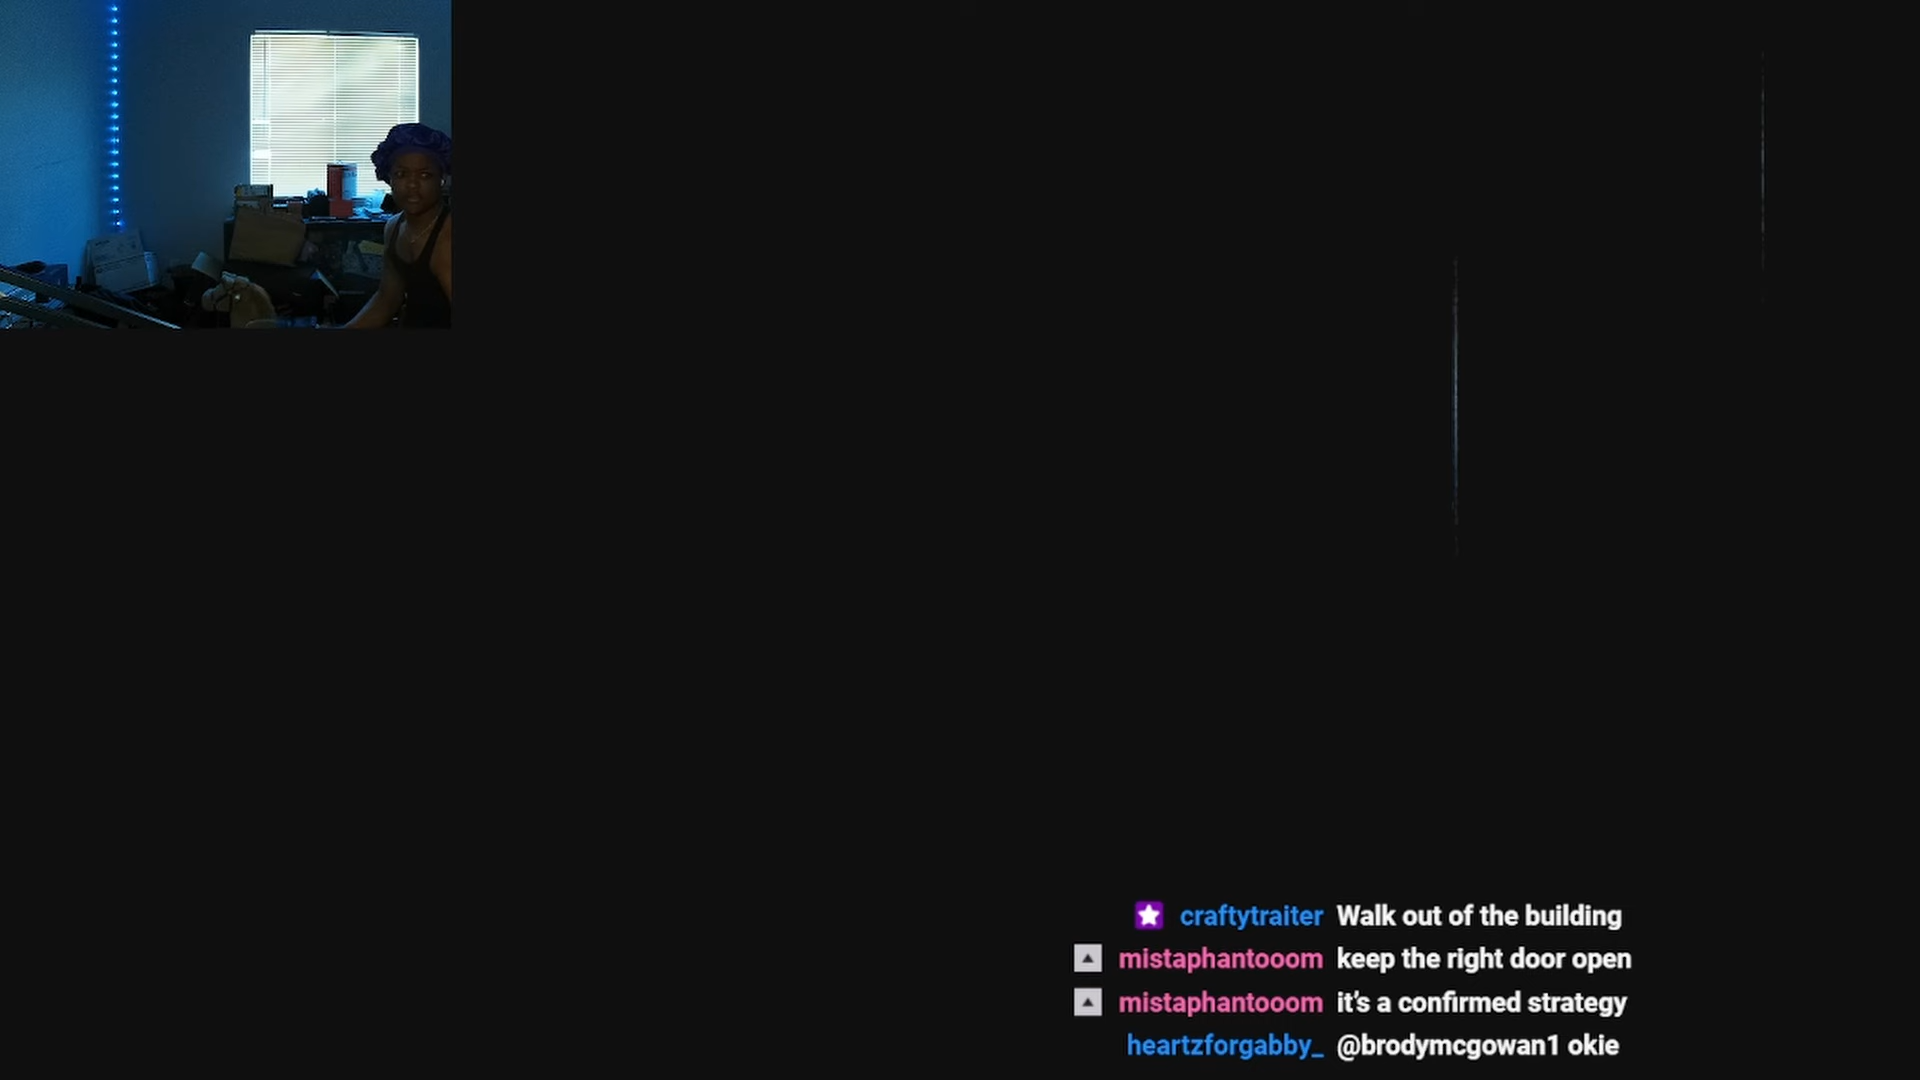 craftytraiter Walk out of the building
mistaphantooom keep the right door open
mistaphantooom it's a confirmed strategy
heartzforgabby_ @brodymcgowan1 okie